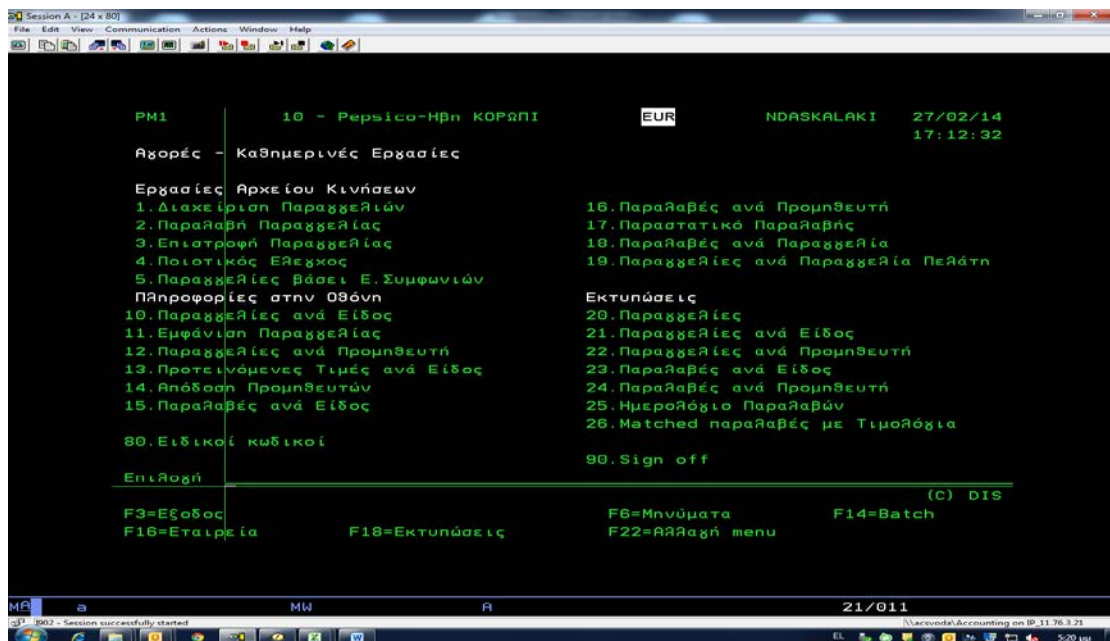 Session A - [24 x 80]
File Edit View Communication Actions Window Help
PM1 10 - Pepsico-Ηβη ΚΟΡΩΠΙ EUR NDASKALAKI 27/02/14
17:12:32
Αγορές - Καθημερινές Εργασίες
Εργασίες Αρχείου Κινήσεων
1.Διαχείριση Παραγγελιών 16.Παραλαβές ανά Προμηθευτή
2.Παραλαβή Παραγγελίας 17.Παραστατικό Παραλαβής
3.Επιστροφή Παραγγελίας 18.Παραλαβές ανά Παραγγελία
4.Ποιοτικός Ελεγχος 19.Παραγγελίες ανά Παραγγελία Πελάτη
5.Παραγγελίες Βάσει Ε.Συμφωνιών
Πληροφορίες στην Οθόνη Εκτυπώσεις
10.Παραγγελίες ανά Είδος 20.Παραγγελίες
11.Εμφάνιση Παραγγελίας 21.Παραγγελίες ανά Είδος
12.Παραγγελίες ανά Προμηθευτή 22.Παραγγελίες ανά Προμηθευτή
13.Προτεινόμενες Τιμές ανά Είδος 23.Παραλαβές ανά Είδος
14.Απόδοση Προμηθευτών 24.Παραλαβές ανά Προμηθευτή
15.Παραλαβές ανά Είδος 25.Ημερολόγιο Παραλαβών
26.Matched παραλαβές με Τιμολόγια
80.Ειδικοί κωδικοί
90.Sign off
Επιλογή
(C) DIS
F3=Εξοδος F6=Μηνύματα F14=Batch
F16=Εταιρεία F18=Εκτυπώσεις F22=Αλλαγή menu
MA a MW A 21/011
I902 - Session successfully started \\acsvoda\Accounting on IP_11.76.3.21
EL 5:20 μμ